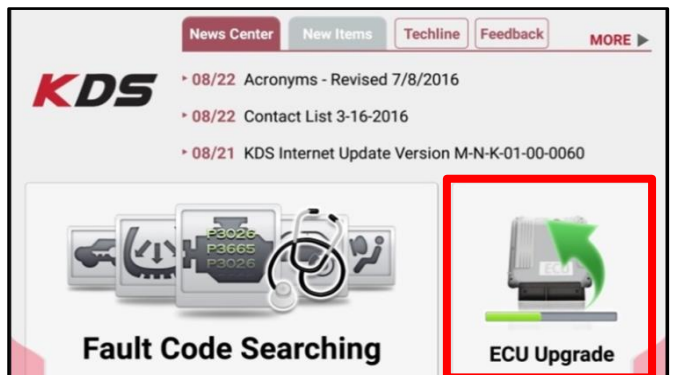 News Center New Items Techline Feedback MORE ▶
KDS
‣ 08/22 Acronyms - Revised 7/8/2016
‣ 08/22 Contact List 3-16-2016
‣ 08/21 KDS Internet Update Version M-N-K-01-00-0060
P3026
P3665
P3026
ECU
Fault Code Searching
ECU Upgrade